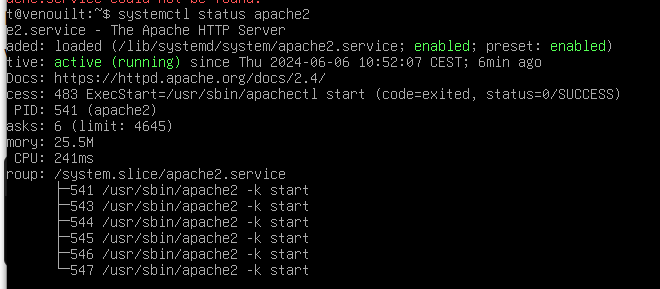 t@venouilt:~$ systemctl status apache2
e2.service - The Apache HTTP Server
aded: loaded (/lib/systemd/system/apache2.service; enabled; preset: enabled)
tive: active (running) since Thu 2024-06-06 10:52:07 CEST; 6min ago
Docs: https://httpd.apache.org/docs/2.4/
cess: 483 ExecStart=/usr/sbin/apachectl start (code=exited, status=0/SUCCESS)
PID: 541 (apache2)
asks: 6 (limit: 4645)
mory: 25.5M
CPU: 241ms
roup: /system.slice/apache2.service
├─541 /usr/sbin/apache2 -k start
├─543 /usr/sbin/apache2 -k start
├─544 /usr/sbin/apache2 -k start
├─545 /usr/sbin/apache2 -k start
├─546 /usr/sbin/apache2 -k start
└─547 /usr/sbin/apache2 -k start